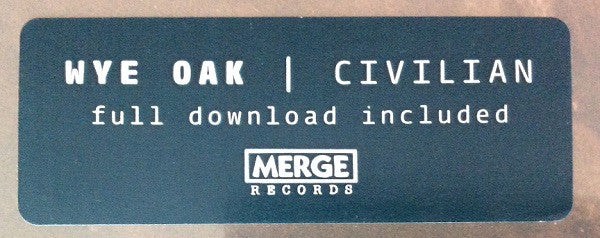 WYE OAK | CIVILIAN
full download included
MERGE
RECORDS